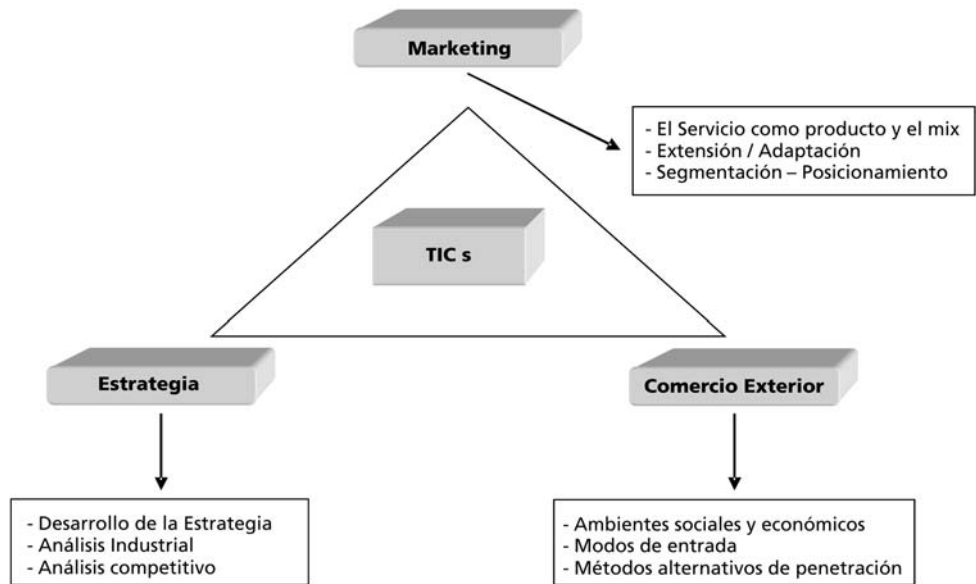 Marketing
- El Servicio como producto y el mix
- Extensión / Adaptación
- Segmentación – Posicionamiento
TIC s
Estrategia
Comercio Exterior
- Desarrollo de la Estrategia
- Análisis Industrial
- Análisis competitivo
- Ambientes sociales y económicos
- Modos de entrada
- Métodos alternativos de penetración